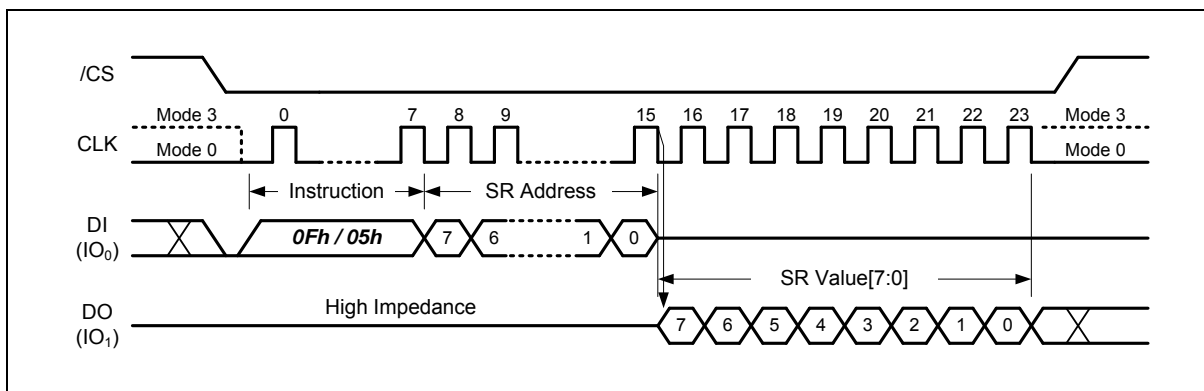 /CS
Mode 3 0 7 8 9 15 16 17 18 19 20 21 22 23 Mode 3
CLK
Mode 0 Mode 0
Instruction SR Address
DI
(IO0)
0Fh / 05h 7 6 1 0
SR Value[7:0]
High Impedance
DO
(IO1)
7 6 5 4 3 2 1 0